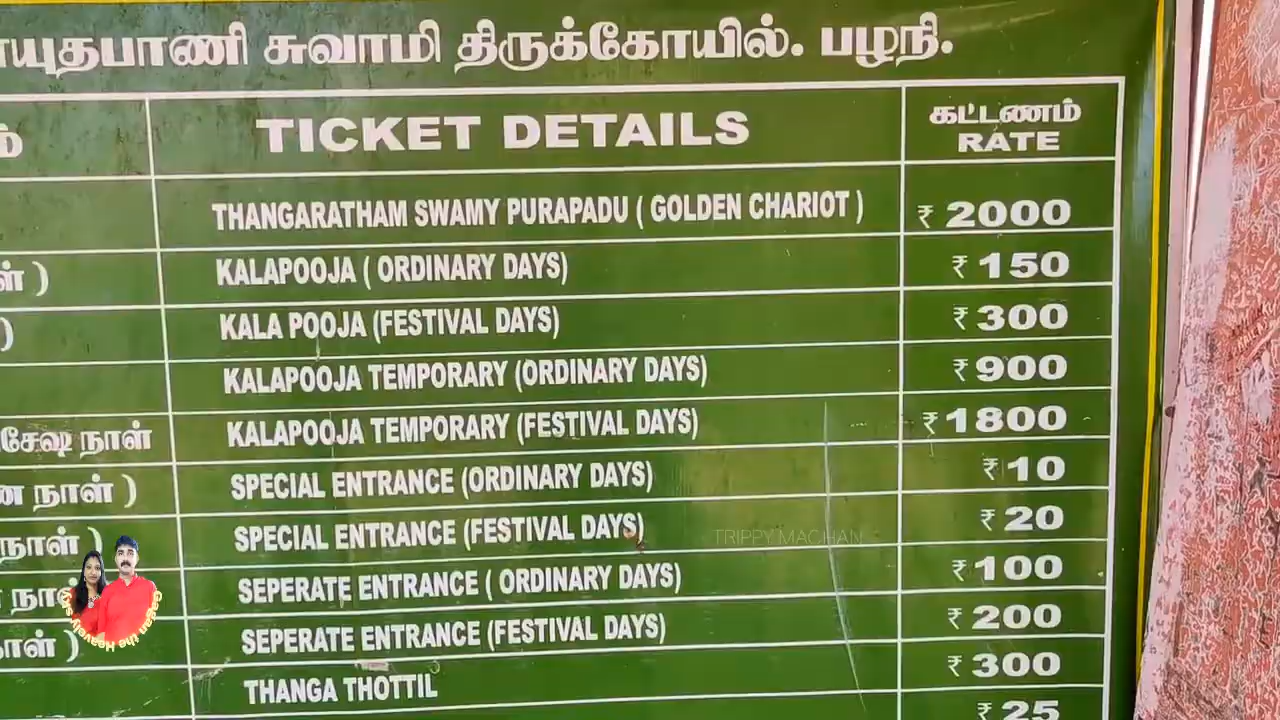 யுதபாணி சுவாமி திருக்கோயில். பழநி.
TICKET DETAILS
கட்டணம்
RATE
THANGARATHAM SWAMY PURAPADU ( GOLDEN CHARIOT ) ₹ 2000
ள் ) KALAPOOJA ( ORDINARY DAYS) ₹ 150
) KALA POOJA (FESTIVAL DAYS) ₹ 300
KALAPOOJA TEMPORARY (ORDINARY DAYS) ₹ 900
சேஷ நாள் KALAPOOJA TEMPORARY (FESTIVAL DAYS) ₹ 1800
ன நாள் ) SPECIAL ENTRANCE (ORDINARY DAYS) ₹ 10
நாள் ) SPECIAL ENTRANCE (FESTIVAL DAYS) ₹ 20
TRIPPY MACHAN
SEPERATE ENTRANCE ( ORDINARY DAYS) ₹ 100
நாள் ) SEPERATE ENTRANCE (FESTIVAL DAYS) ₹ 200
THANGA THOTTIL ₹ 300
₹ 25
Gagan the Heavenly